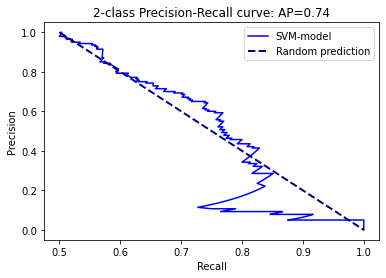 2-class Precision-Recall curve: AP=0.74
SVM-model
Random prediction
Precision
1.0
0.8
0.6
0.4
0.2
0.0
0.5 0.6 0.7 0.8 0.9 1.0
Recall